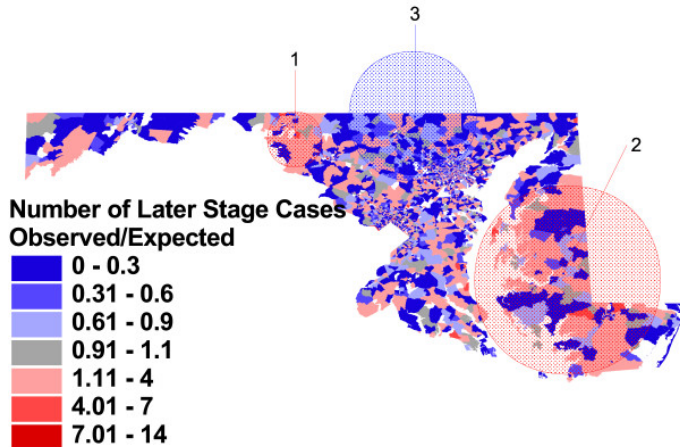 3
1
2
Number of Later Stage Cases
Observed/Expected
0 - 0.3
0.31 - 0.6
0.61 - 0.9
0.91 - 1.1
1.11 - 4
4.01 - 7
7.01 - 14